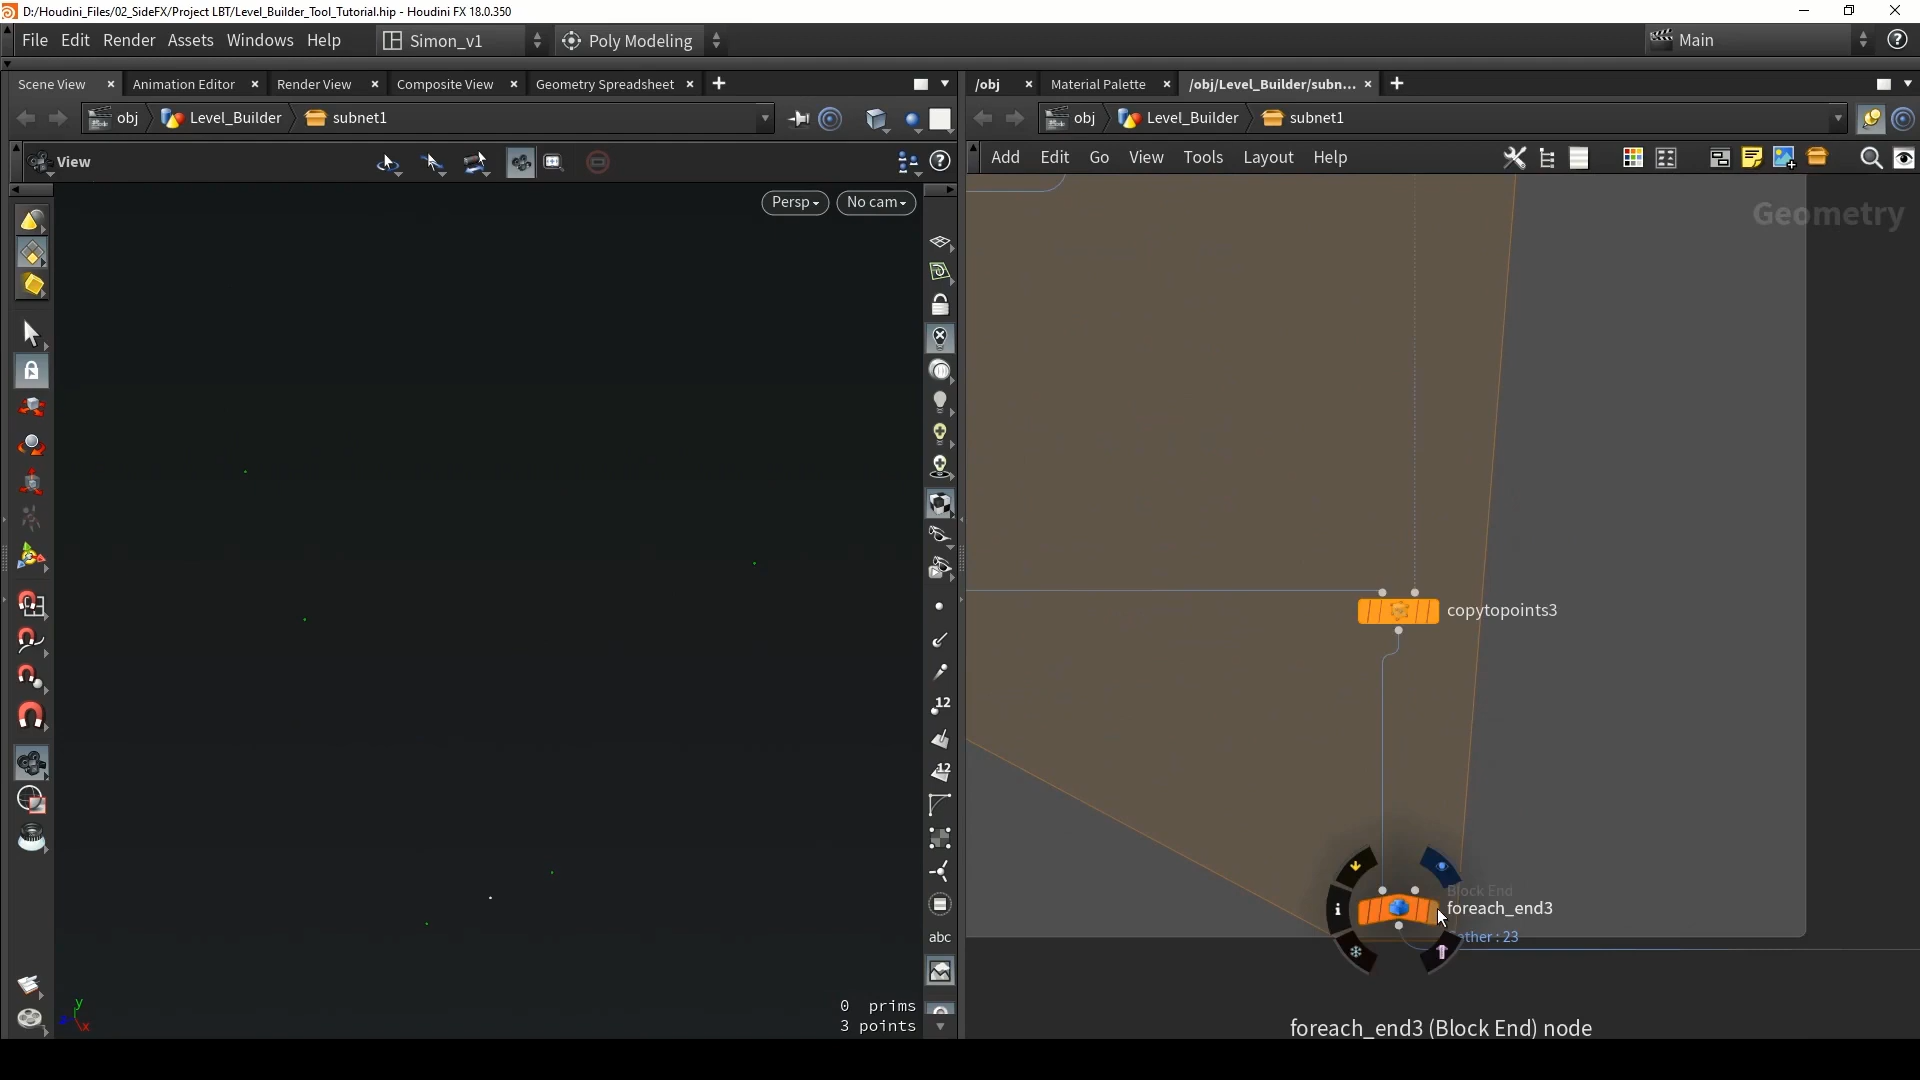 D:/Houdini_Files/02_SideFX/Project LBT/Level_Builder_Tool_Tutorial.hip - Houdini FX 18.0.350
File Edit Render Assets Windows Help Simon_v1 Poly Modeling Main
Scene View Animation Editor Render View Composite View Geometry Spreadsheet
/obj Material Palette /obj/Level_Builder/subn...
obj Level_Builder subnet1
obj Level_Builder subnet1
View
Add Edit Go View Tools Layout Help
Persp No cam
Geometry
copytopoints3
12
12
Block End
foreach_end3
ether : 23
abc
0 prims
3 points
y
x
foreach_end3 (Block End) node